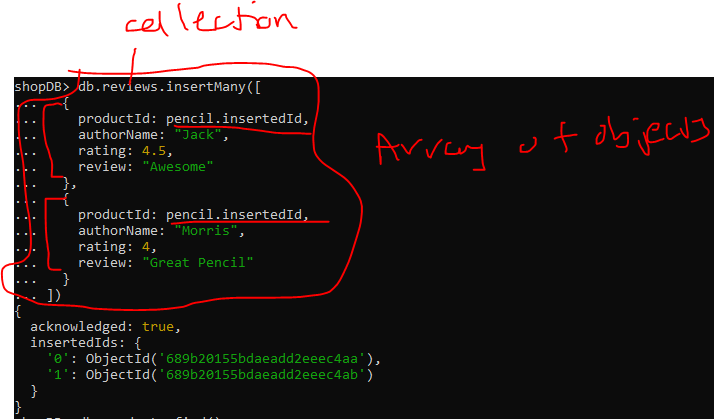 collection
shopDB> db.reviews.insertMany([
... {
... productId: pencil.insertedId,
... authorName: "Jack",
... rating: 4.5,
... review: "Awesome"
... },
... {
... productId: pencil.insertedId,
... authorName: "Morris",
... rating: 4,
... review: "Great Pencil"
... }
... ])
Array of objects
{
acknowledged: true,
insertedIds: {
'0': ObjectId('689b20155bdaeadd2eeec4aa'),
'1': ObjectId('689b20155bdaeadd2eeec4ab')
}
}